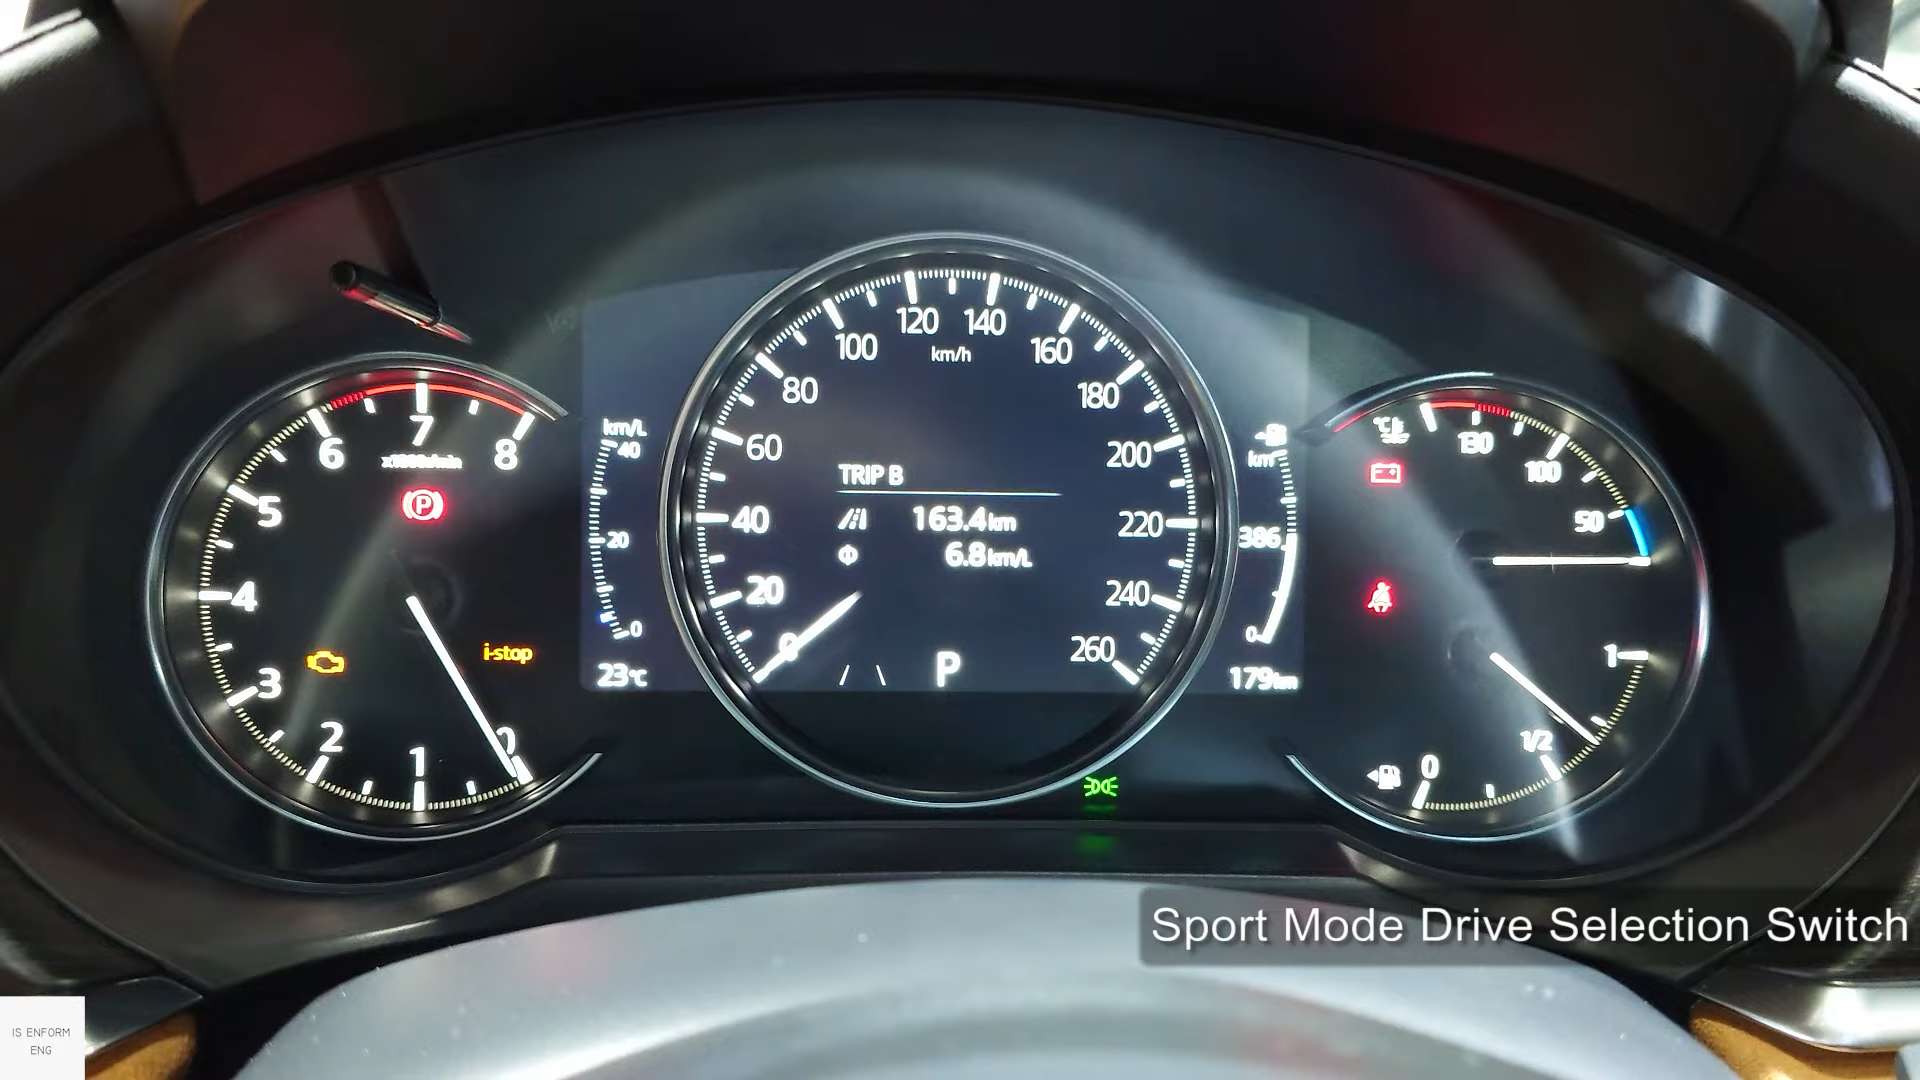 120 140
100 km/h 160
80 180
60 200
40 220
20 240
0 260
TRIP B
163.4km
6.8km/L
P
7
6 8
5
4
3
2
1
0
P
i-stop
km/L
40
20
0
23°C
km
386
0
179km
130
100
50
1
1/2
0
Sport Mode Drive Selection Switch
IS ENFORM
ENG